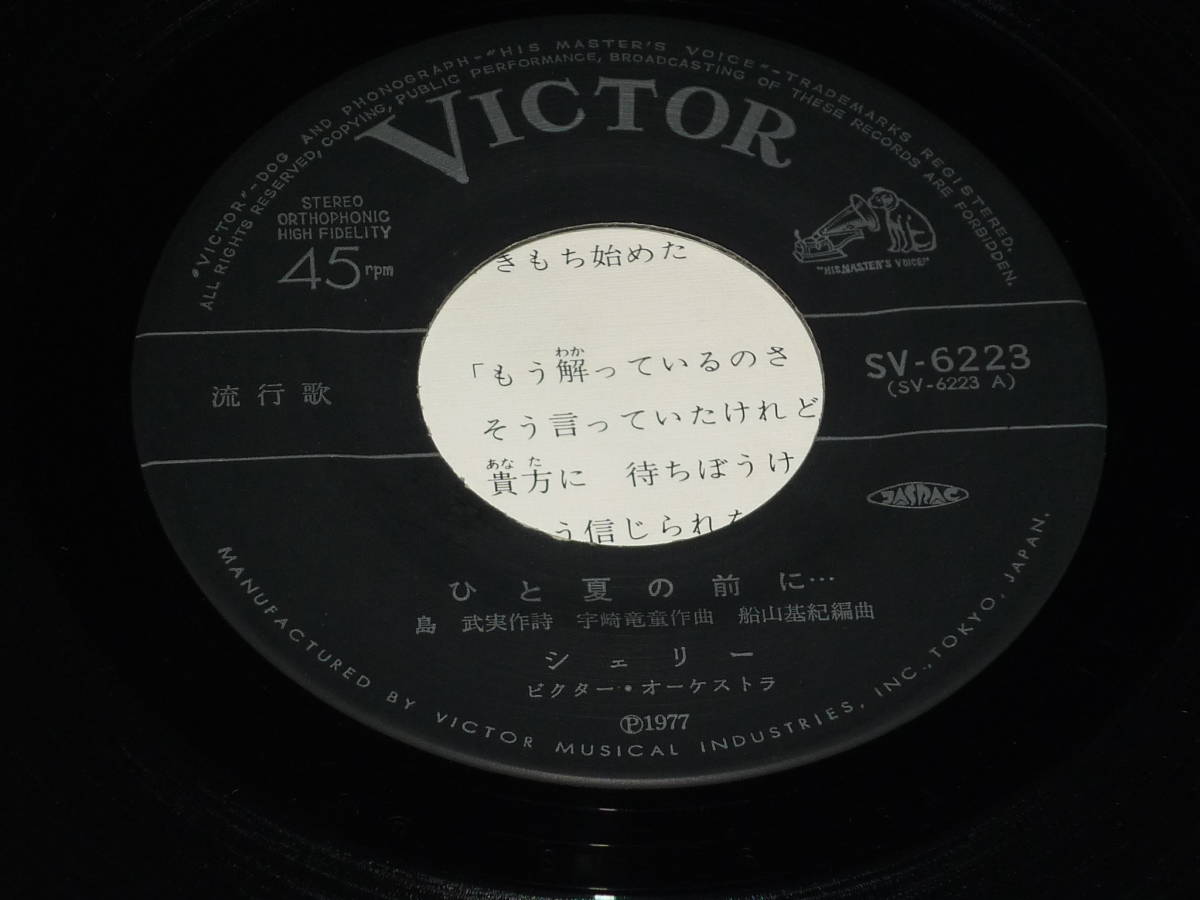 "VICTOR"-DOG AND PHONOGRAPH-"HIS MASTER'S VOICE"-TRADEMARKS REGISTERED.
ALL RIGHTS RESERVED, COPYING, PUBLIC PERFORMANCE, BROADCASTING OF THESE RECORDS ARE FORBIDDEN.
VICTOR
STEREO
ORTHOPHONIC
HIGH FIDELITY
45rpm
"HIS MASTER'S VOICE"
流行歌
SV-6223
(SV-6223 A)
JASRAC
きもち始めた
わか
「もう解っているのさ
そう言っていたけれど
あなた
貴方に 待ちぼうけ
う信じられな
ひと夏の前に…
島 武実作詩 宇崎竜童作曲 船山基紀編曲
シェリー
ビクター・オーケストラ
Ⓟ1977
MANUFACTURED BY VICTOR MUSICAL INDUSTRIES, INC., TOKYO, JAPAN.